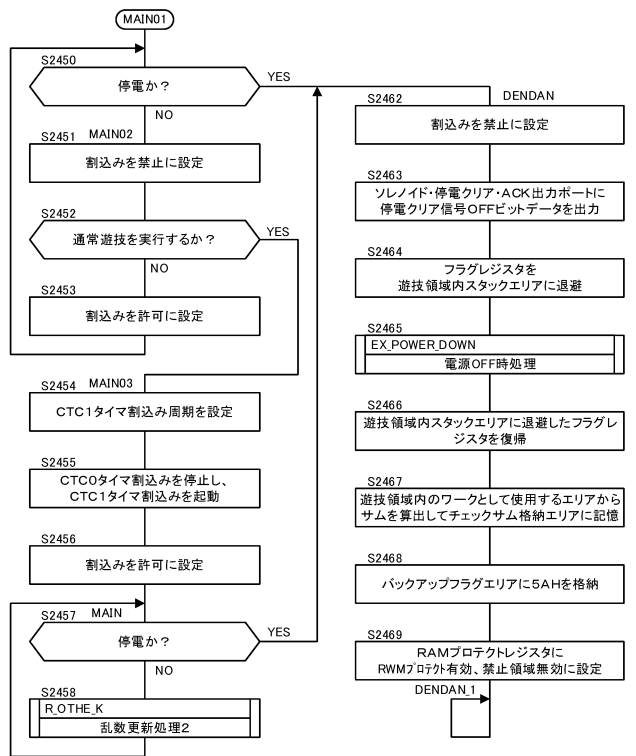 MAIN01
S2450
停電か?
YES
NO
S2451 MAIN02
割込みを禁止に設定
S2452
通常遊技を実行するか?
YES
NO
S2453
割込みを許可に設定
S2454 MAIN03
CTC1タイマ割込み周期を設定
S2455
CTC0タイマ割込みを停止し、
CTC1タイマ割込みを起動
S2456
割込みを許可に設定
S2457 MAIN
停電か?
YES
NO
S2458
R_OTHE_K
乱数更新処理2
S2462 DENDAN
割込みを禁止に設定
S2463
ソレノイド・停電クリア・ACK出力ポートに
停電クリア信号OFFビットデータを出力
S2464
フラグレジスタを
遊技領域内スタックエリアに退避
S2465
EX_POWER_DOWN
電源OFF時処理
S2466
遊技領域内スタックエリアに退避したフラグレ
ジスタを復帰
S2467
遊技領域内のワークとして使用するエリアから
サムを算出してチェックサム格納エリアに記憶
S2468
バックアップフラグエリアに5AHを格納
S2469
RAMプロテクトレジスタに
RWMプロテクト有効、禁止領域無効に設定
DENDAN_1